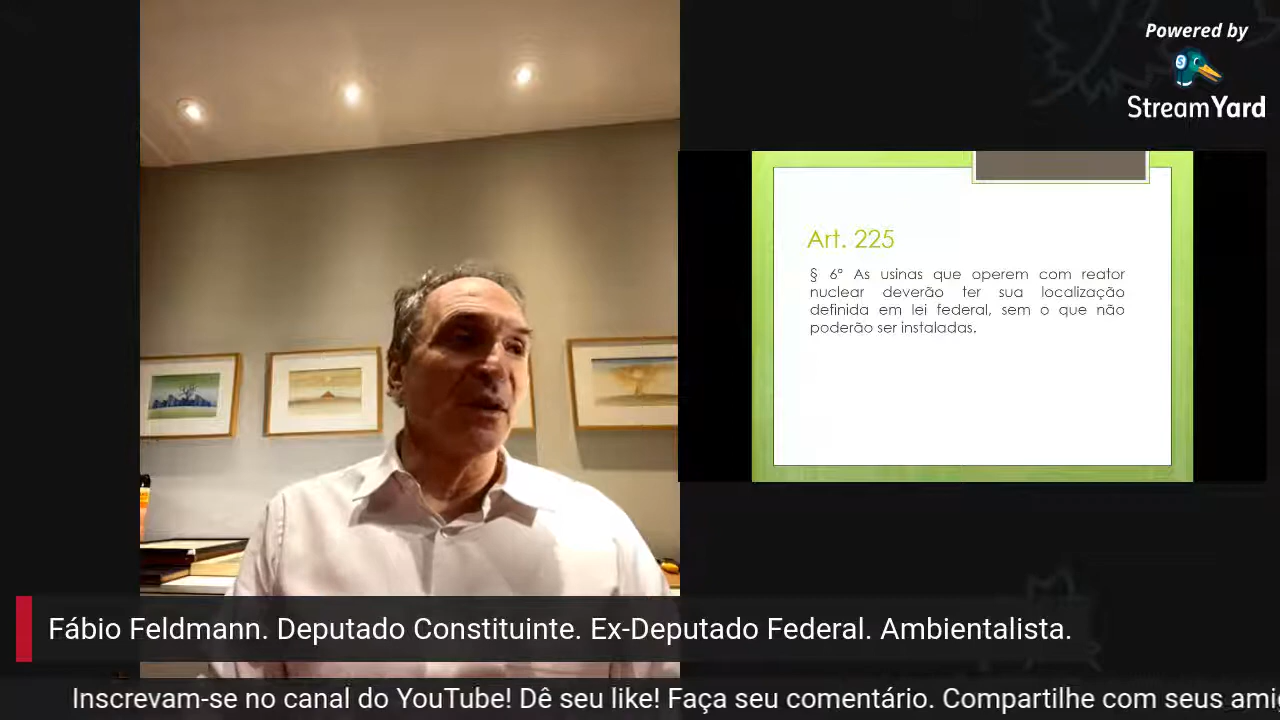 Powered by
StreamYard
Art. 225
§ 6º As usinas que operem com reator
nuclear deverão ter sua localização
definida em lei federal, sem o que não
poderão ser instaladas.
Fábio Feldmann. Deputado Constituinte. Ex-Deputado Federal. Ambientalista.
Inscrevam-se no canal do YouTube! Dê seu like! Faça seu comentário. Compartilhe com seus